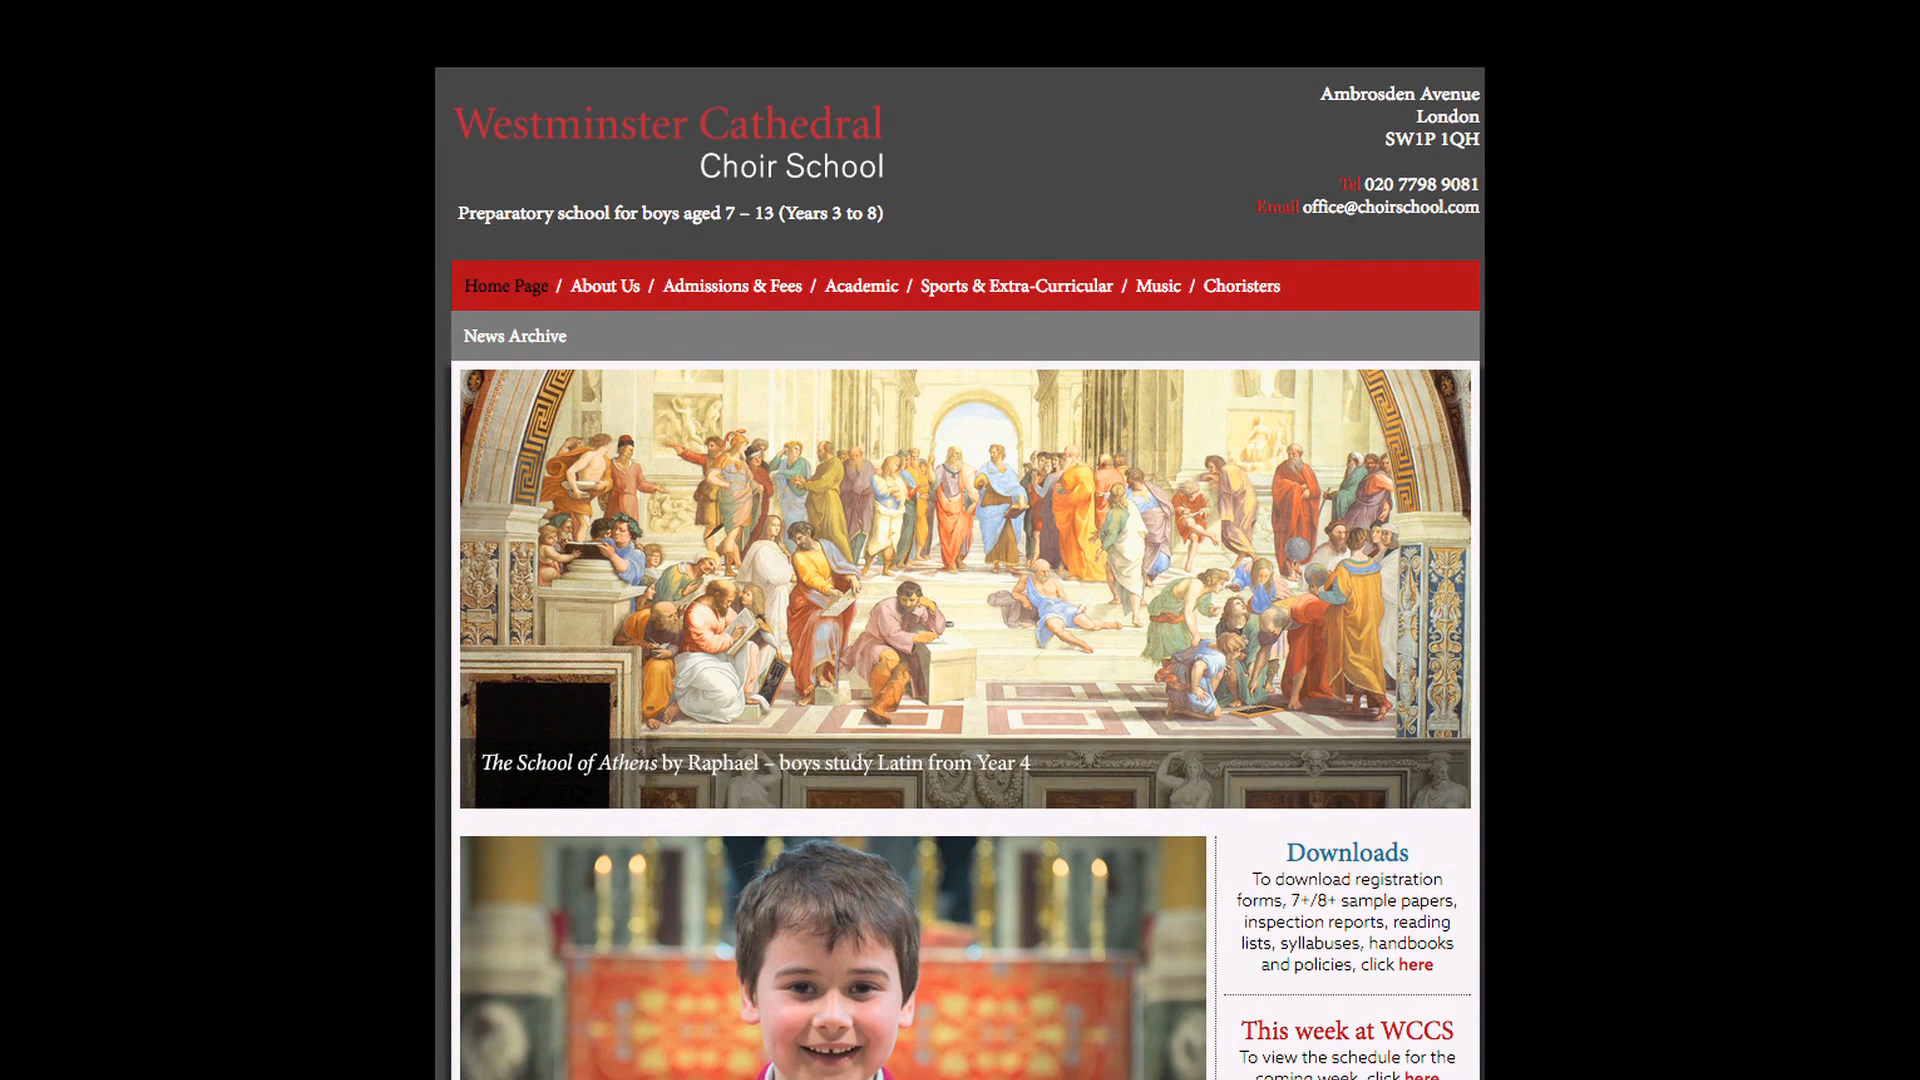 Westminster Cathedral
Choir School
Preparatory school for boys aged 7 – 13 (Years 3 to 8)
Ambrosden Avenue
London
SW1P 1QH
Tel 020 7798 9081
Email office@choirschool.com
Home Page / About Us / Admissions & Fees / Academic / Sports & Extra-Curricular / Music / Choristers
News Archive
The School of Athens by Raphael – boys study Latin from Year 4
Downloads
To download registration
forms, 7+/8+ sample papers,
inspection reports, reading
lists, syllabuses, handbooks
and policies, click here
This week at WCCS
To view the schedule for the
coming week, click here